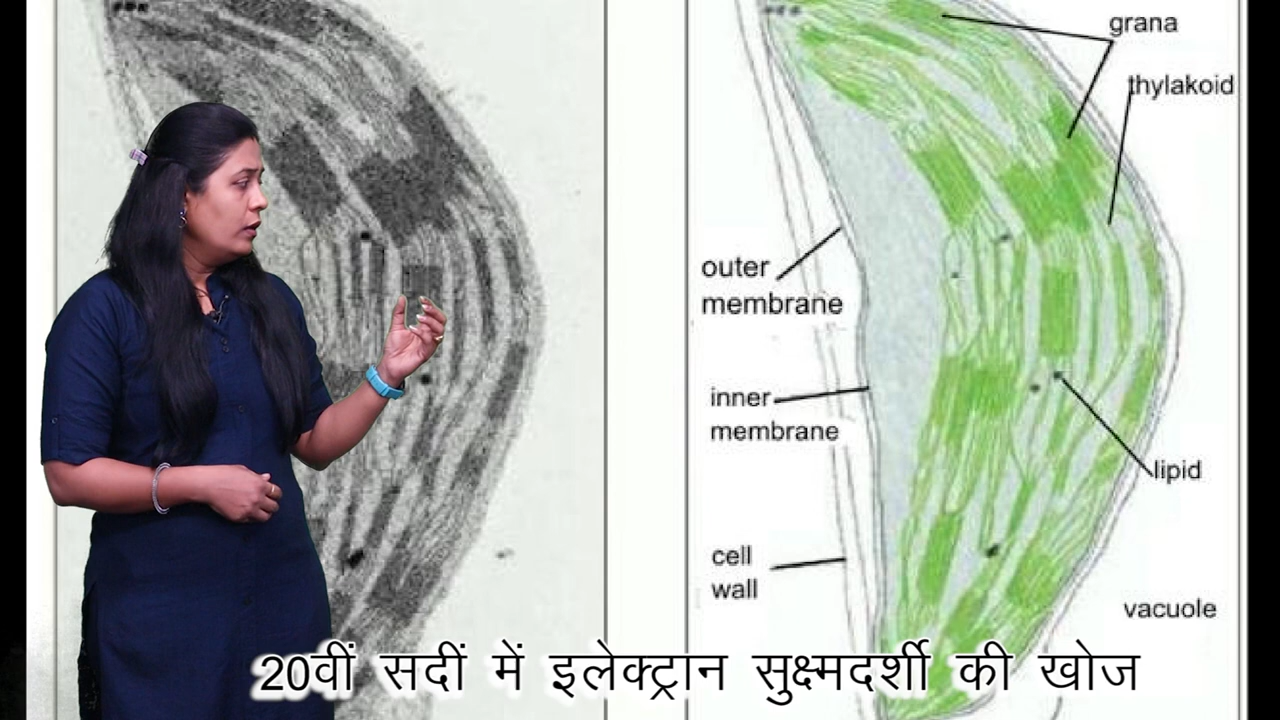 grana
thylakoid
outer
membrane
inner
membrane
lipid
cell
wall
vacuole
20वीं सदीं में इलेक्ट्रान सुक्ष्मदर्शी की खोज